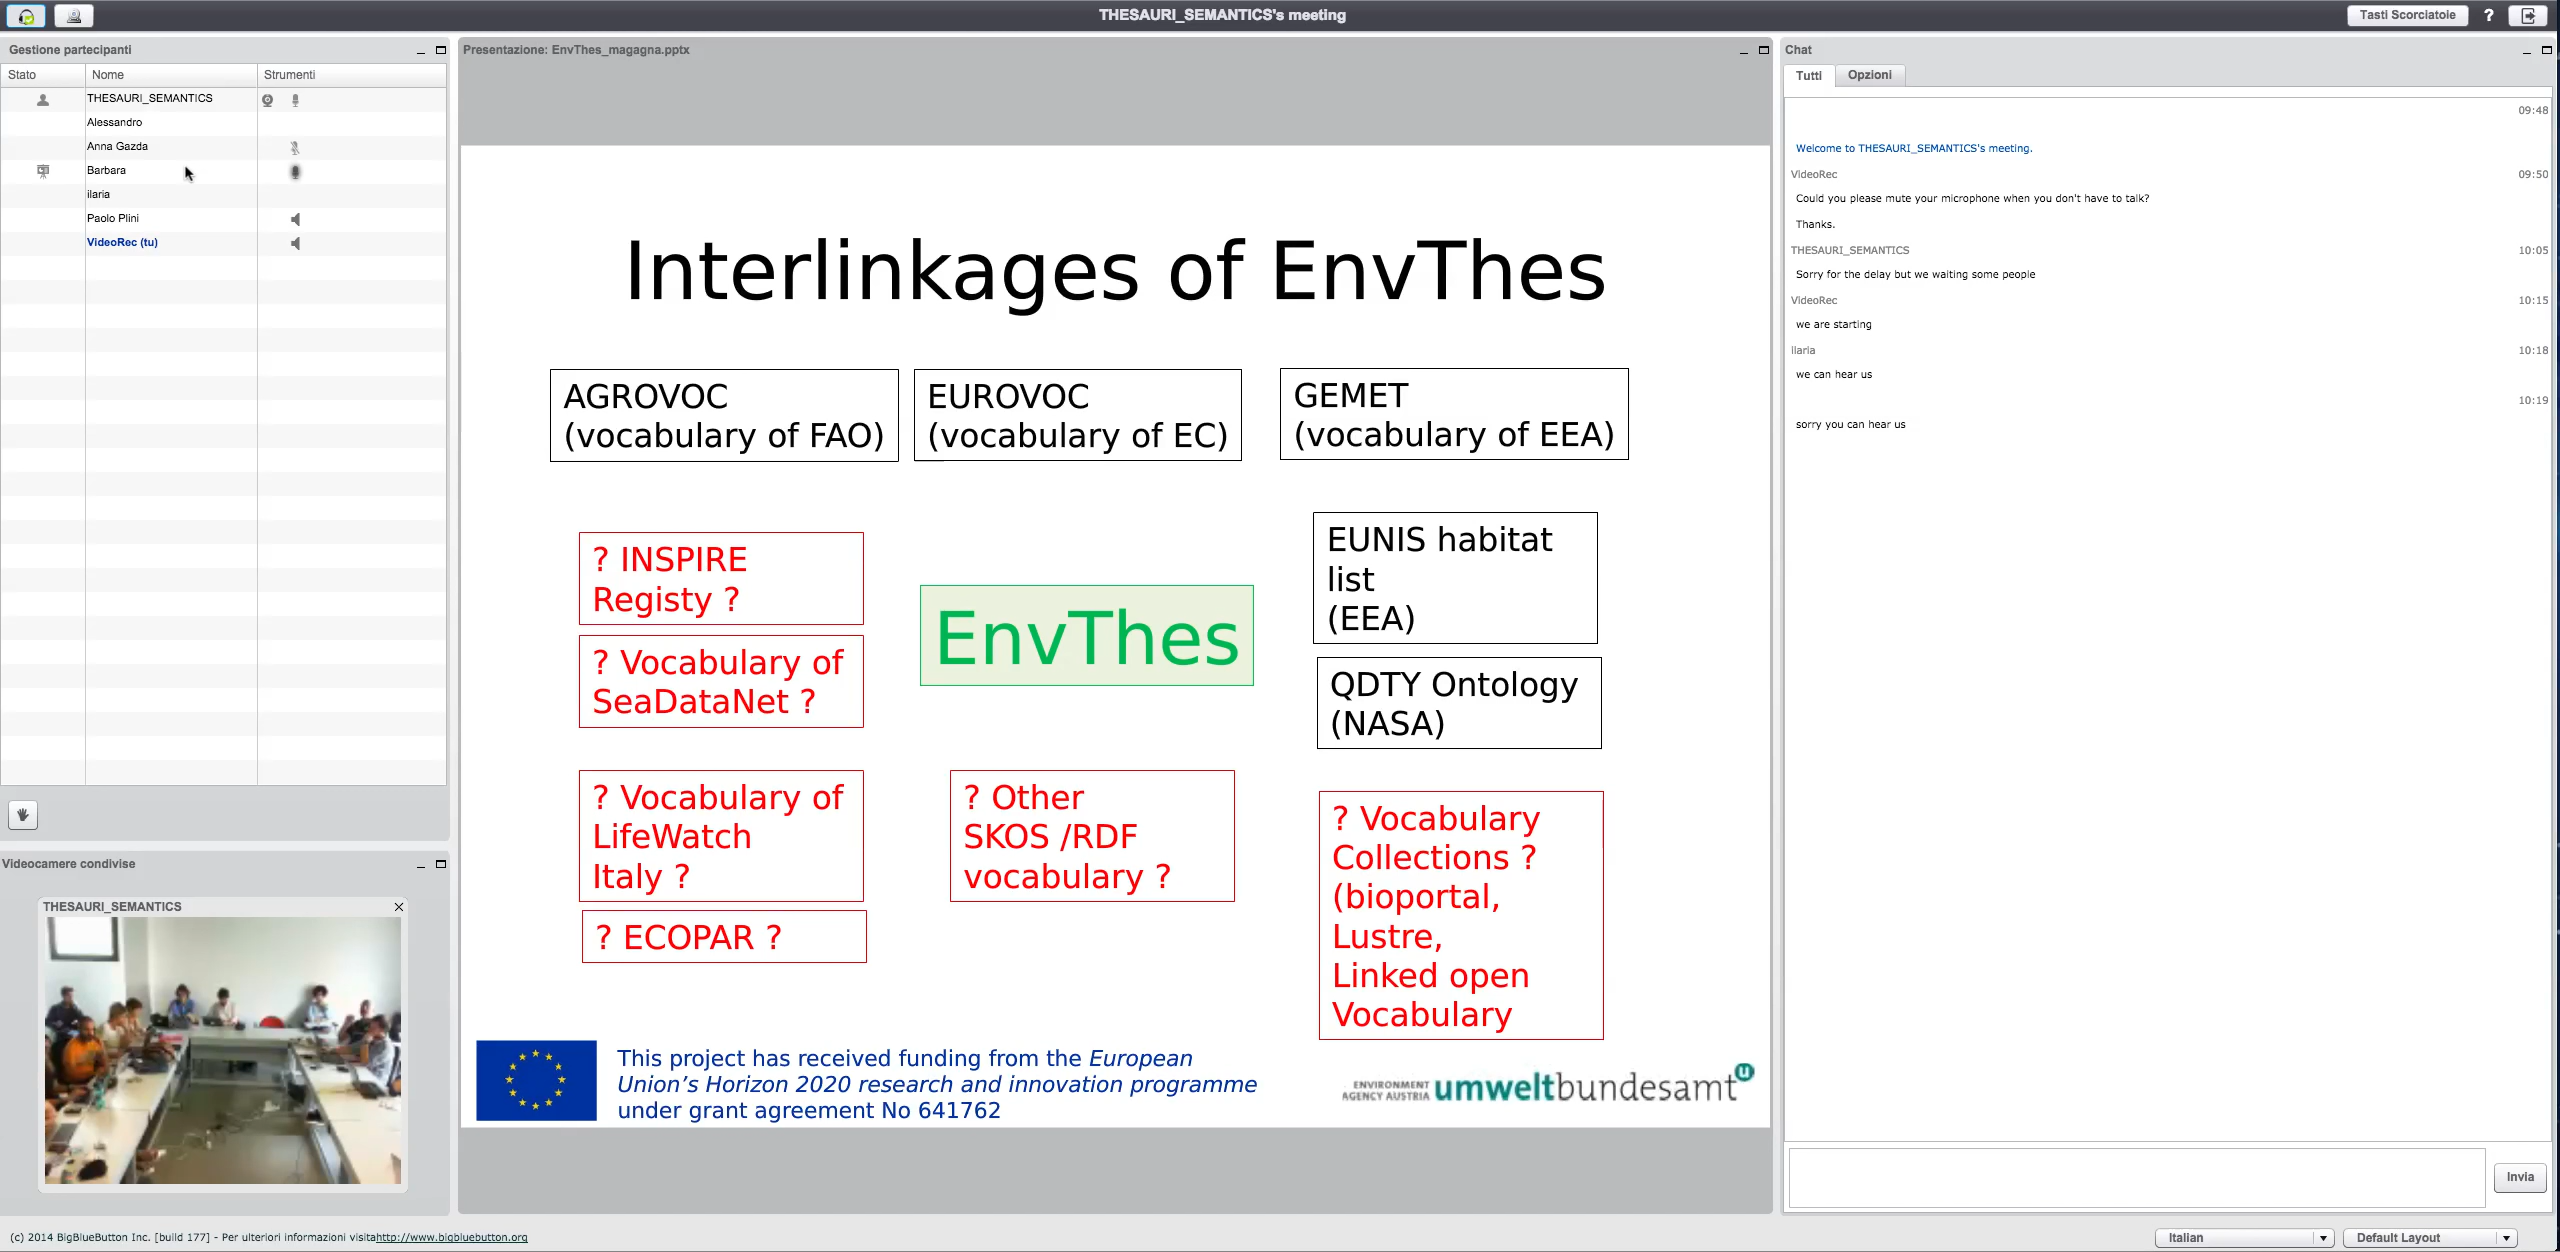 THESAURI_SEMANTICS's meeting
Tasti Scorciatoie
?
Gestione partecipanti
Stato
Nome
Strumenti
THESAURI_SEMANTICS
Alessandro
Anna Gazda
Barbara
ilaria
Paolo Plini
VideoRec (tu)
Videocamere condivise
THESAURI_SEMANTICS
Presentazione: EnvThes_magagna.pptx
Interlinkages of EnvThes
AGROVOC
(vocabulary of FAO)
EUROVOC
(vocabulary of EC)
GEMET
(vocabulary of EEA)
? INSPIRE
Registy ?
? Vocabulary of
SeaDataNet ?
EnvThes
EUNIS habitat
list
(EEA)
QDTY Ontology
(NASA)
? Vocabulary of
LifeWatch
Italy ?
? ECOPAR ?
? Other
SKOS /RDF
vocabulary ?
? Vocabulary
Collections ?
(bioportal,
Lustre,
Linked open
Vocabulary
This project has received funding from the European
Union’s Horizon 2020 research and innovation programme
under grant agreement No 641762
ENVIRONMENT
AGENCY AUSTRIA
umweltbundesamt
u
Chat
Tutti
Opzioni
09:48
Welcome to THESAURI_SEMANTICS's meeting.
VideoRec 09:50
Could you please mute your microphone when you don't have to talk?
Thanks.
THESAURI_SEMANTICS 10:05
Sorry for the delay but we waiting some people
VideoRec 10:15
we are starting
ilaria 10:18
we can hear us
10:19
sorry you can hear us
Invia
(c) 2014 BigBlueButton Inc. [build 177] - Per ulteriori informazioni visitahttp://www.bigbluebutton.org
Italian
Default Layout